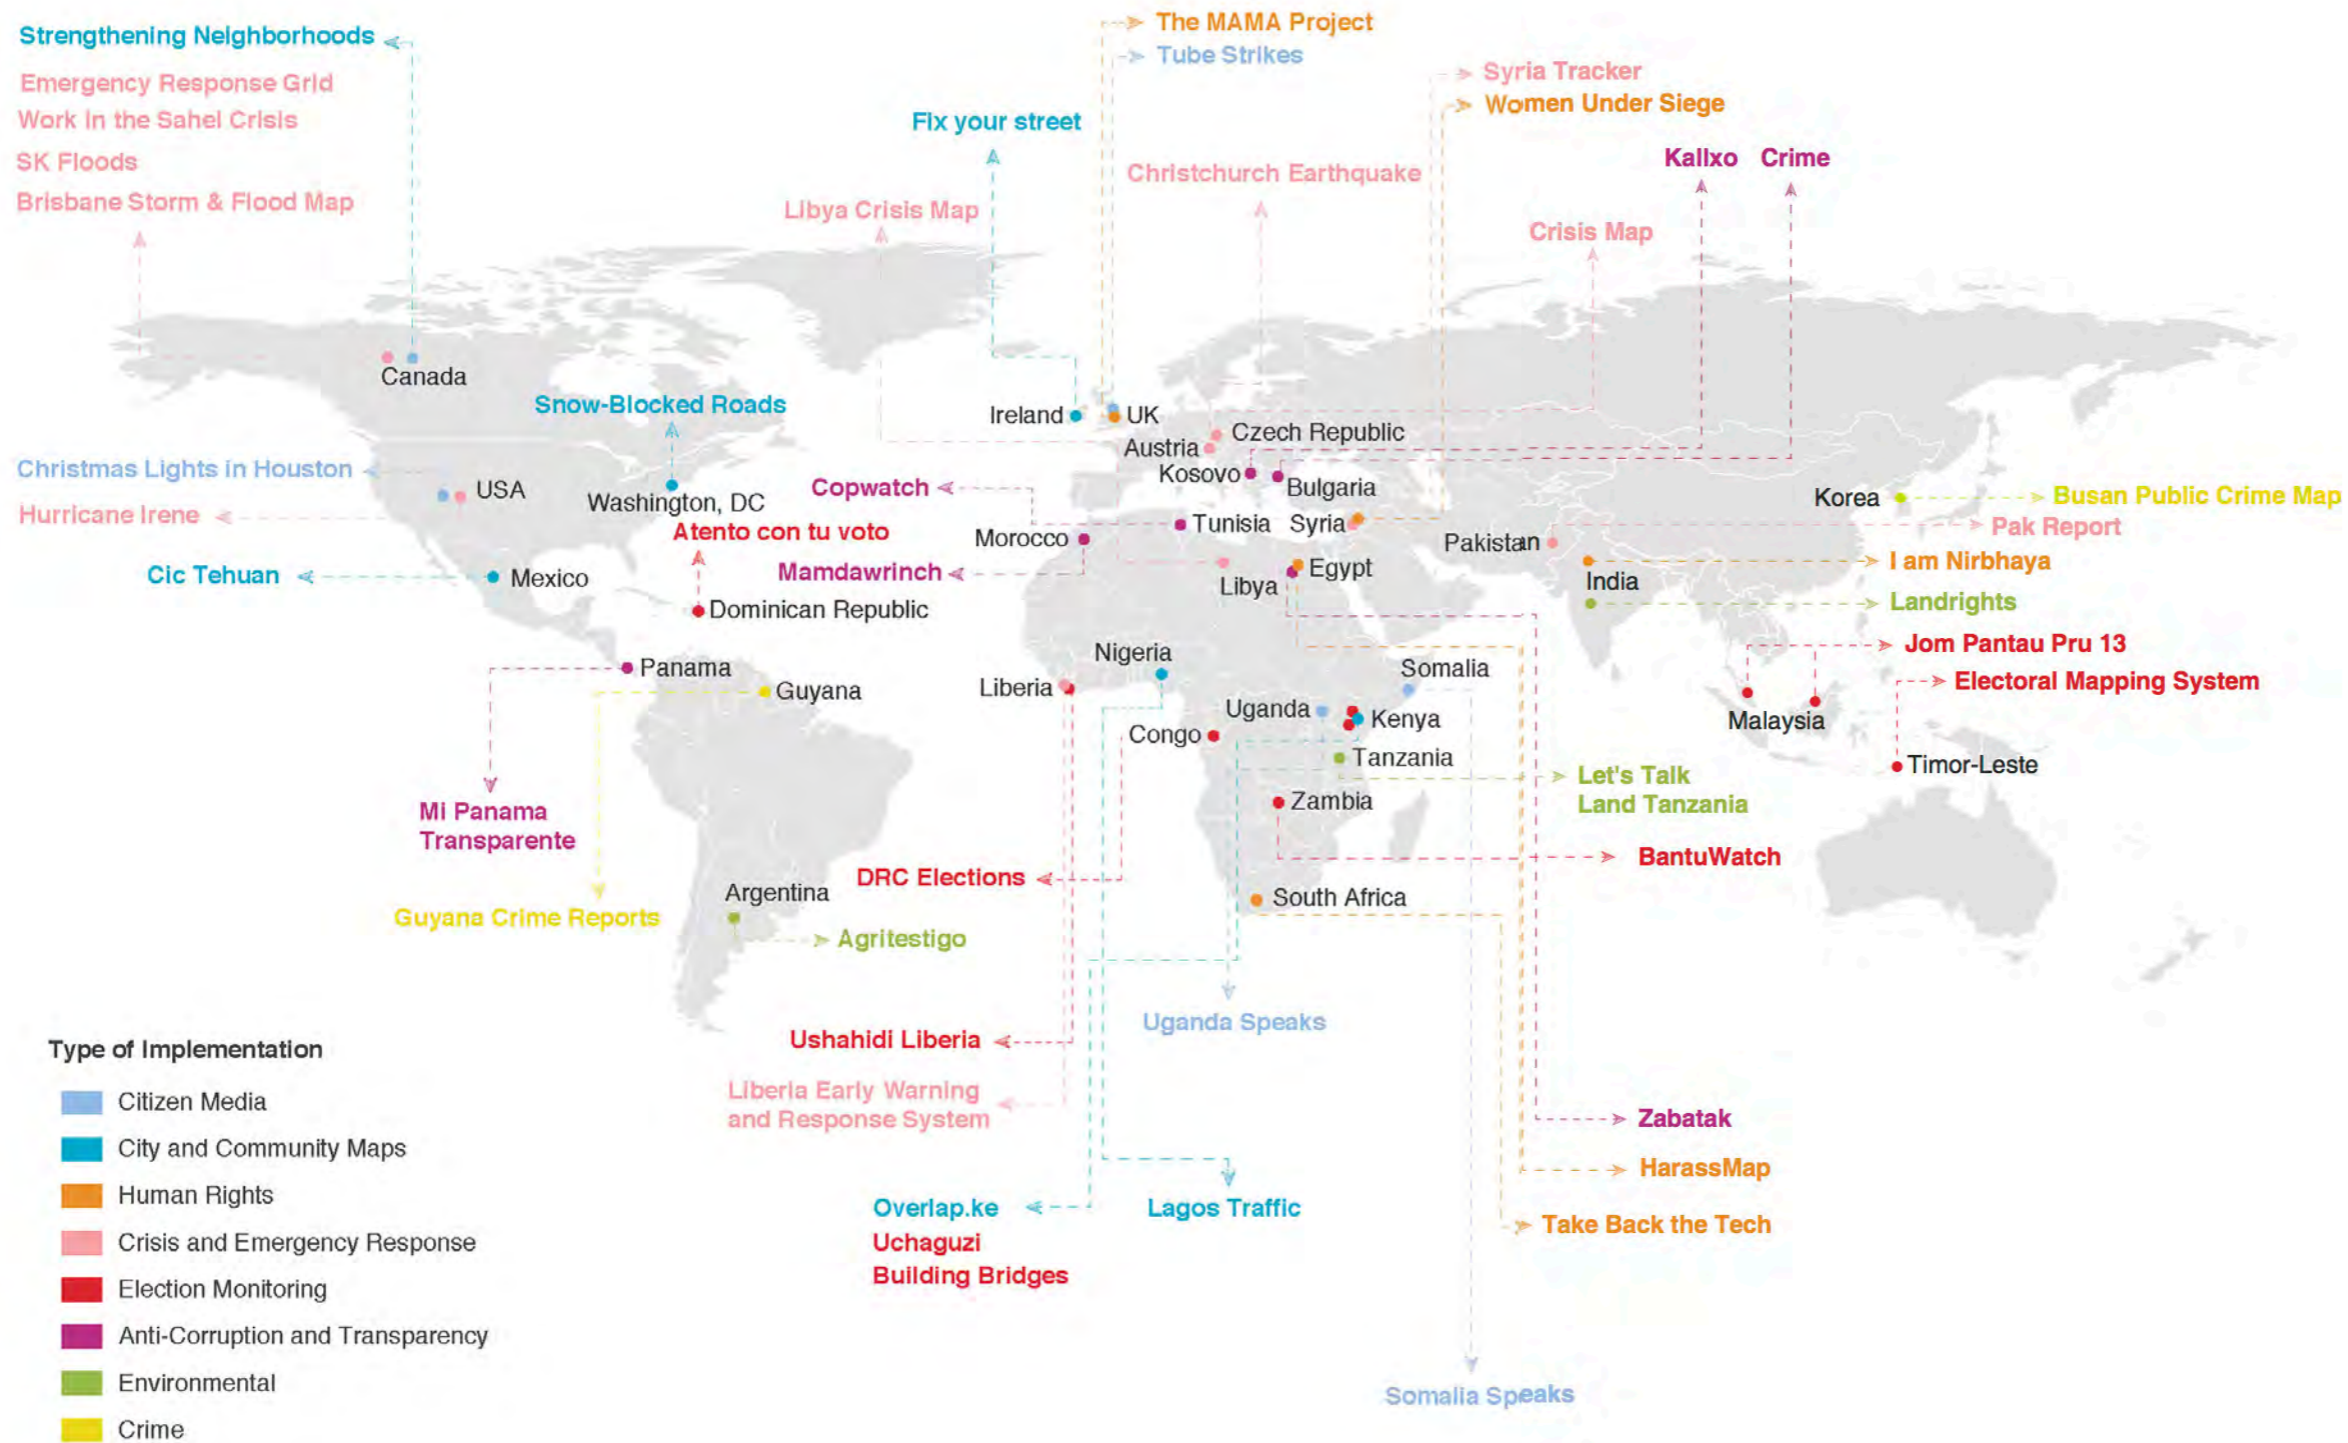 The MAMA Project
Strengthening Neighborhoods
Tube Strikes
Syria Tracker
Emergency Response Grid
Women Under Siege
Work in the Sahel Crisis
Fix your street
SK Floods
Kallxo
Crime
Christchurch Earthquake
Brisbane Storm & Flood Map
Libya Crisis Map
Crisis Map
Canada
Snow-Blocked Roads
Ireland
UK
Czech Republic
Austria
Christmas Lights in Houston
Kosovo
USA
Copwatch
Bulgaria
Washington, DC
Korea
Busan Public Crime Map
Hurricane Irene
Atento con tu voto
Tunisia
Syria
Pak Report
Morocco
Pakistan
Cic Tehuan
Mexico
Mamdawrinch
Egypt
I am Nirbhaya
Libya
India
Dominican Republic
Landrights
Jom Pantau Pru 13
Nigeria
Panama
Somalia
Guyana
Liberia
Electoral Mapping System
Uganda
Kenya
Malaysia
Congo
Tanzania
Timor-Leste
Let's Talk
Land Tanzania
Zambia
Mi Panama
Transparente
BantuWatch
DRC Elections
Argentina
South Africa
Guyana Crime Reports
Agritestigo
Uganda Speaks
Ushahidi Liberia
Type of Implementation
Liberia Early Warning
and Response System
Citizen Media
Zabatak
City and Community Maps
HarassMap
Human Rights
Overlap.ke
Lagos Traffic
Take Back the Tech
Crisis and Emergency Response
Uchaguzi
Building Bridges
Election Monitoring
Anti-Corruption and Transparency
Environmental
Somalia Speaks
Crime